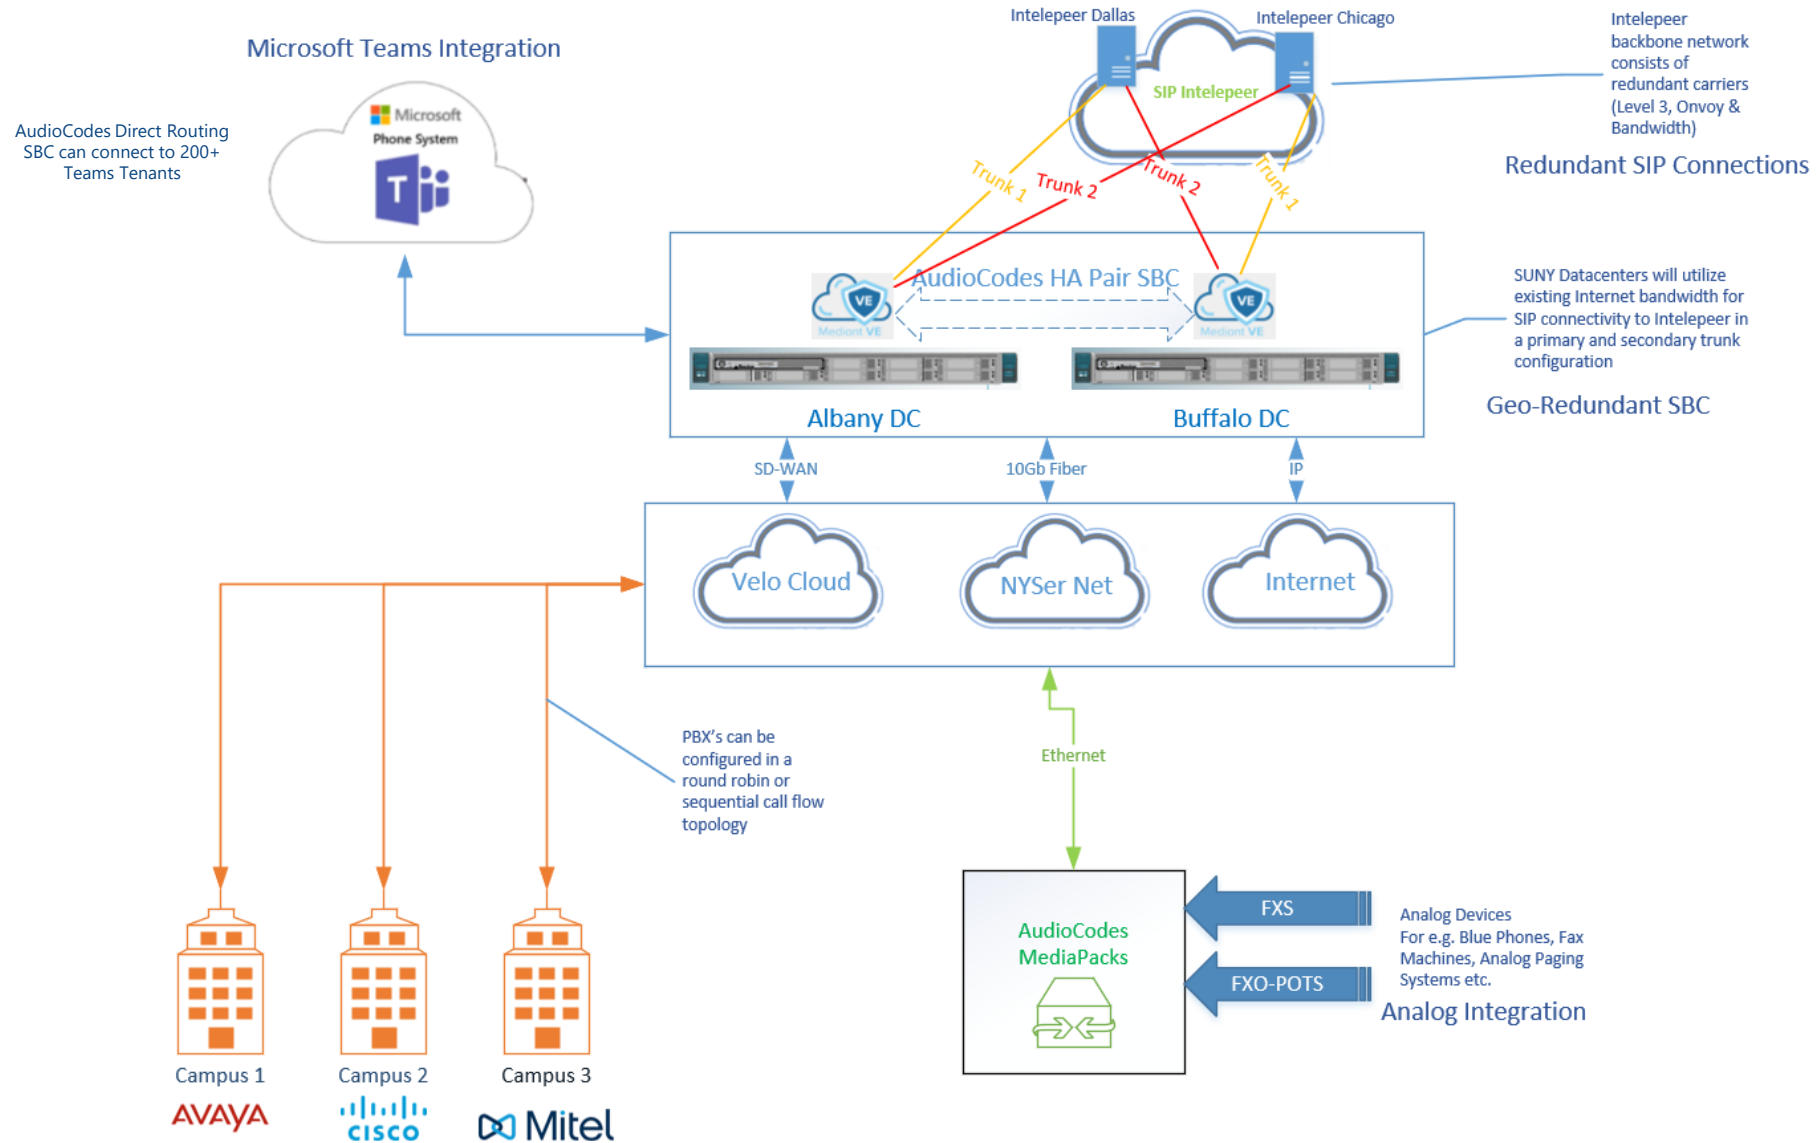 Intelepeer Dallas
Intelepeer Chicago
Intelepeer
backbone network
consists of
redundant carriers
(Level 3, Onvoy &
Bandwidth)
Redundant SIP Connections
Microsoft Teams Integration
Microsoft
Phone System
T
AudioCodes Direct Routing
SBC can connect to 200+
Teams Tenants
SIP Intelepeer
Trunk 1
Trunk 2
Trunk 2
Trunk 1
AudioCodes HA Pair SBC
VE
Mediant VE
VE
Mediant VE
SUNY Datacenters will utilize
existing Internet bandwidth for
SIP connectivity to Intelepeer in
a primary and secondary trunk
configuration
Geo-Redundant SBC
Albany DC
Buffalo DC
SD-WAN
10Gb Fiber
IP
Velo Cloud
NYSer Net
Internet
PBX's can be
configured in a
round robin or
sequential call flow
topology
Ethernet
AudioCodes
MediaPacks
FXS
FXO-POTS
Analog Devices
For e.g. Blue Phones, Fax
Machines, Analog Paging
Systems etc.
Analog Integration
Campus 1
Campus 2
Campus 3
AVAYA
CISCO
Mitel